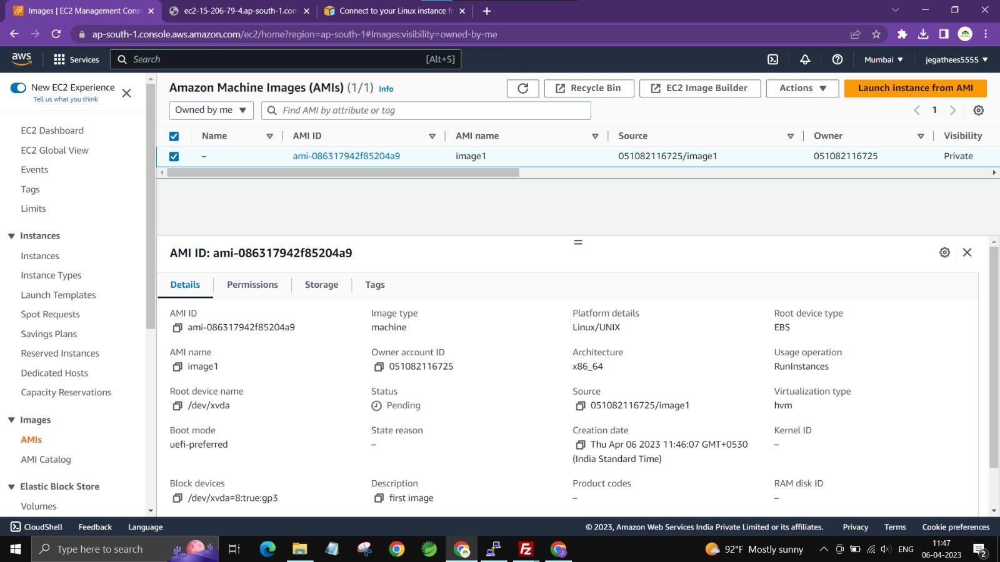 Images | EC2 Management Cons
ec2-15-206-79-4.ap-south-1.com
Connect to your Linux instance fr
ap-south-1.console.aws.amazon.com/ec2/home?region=ap-south-1#Images:visibility=owned-by-me
aws
Services
Search
[Alt+S]
Mumbai
jegathees5555
New EC2 Experience
Tell us what you think
EC2 Dashboard
EC2 Global View
Events
Tags
Limits
Instances
Instances
Instance Types
Launch Templates
Spot Requests
Savings Plans
Reserved Instances
Dedicated Hosts
Capacity Reservations
Images
AMIs
AMI Catalog
Elastic Block Store
Volumes
Amazon Machine Images (AMIs) (1/1) Info
Recycle Bin
EC2 Image Builder
Actions
Launch instance from AMI
Owned by me
Find AMI by attribute or tag
1
Name AMI ID AMI name Source Owner Visibility
– ami-086317942f85204a9 image1 051082116725/image1 051082116725 Private
AMI ID: ami-086317942f85204a9
Details Permissions Storage Tags
AMI ID Image type Platform details Root device type
ami-086317942f85204a9 machine Linux/UNIX EBS
AMI name Owner account ID Architecture Usage operation
image1 051082116725 x86_64 RunInstances
Root device name Status Source Virtualization type
/dev/xvda Pending 051082116725/image1 hvm
Boot mode State reason Creation date Kernel ID
uefi-preferred – Thu Apr 06 2023 11:46:07 GMT+0530 –
(India Standard Time)
Block devices Description Product codes RAM disk ID
/dev/xvda=8:true:gp3 first image – –
CloudShell Feedback Language
© 2023, Amazon Web Services India Private Limited or its affiliates. Privacy Terms Cookie preferences
Type here to search
92°F Mostly sunny
ENG
11:47
06-04-2023
2